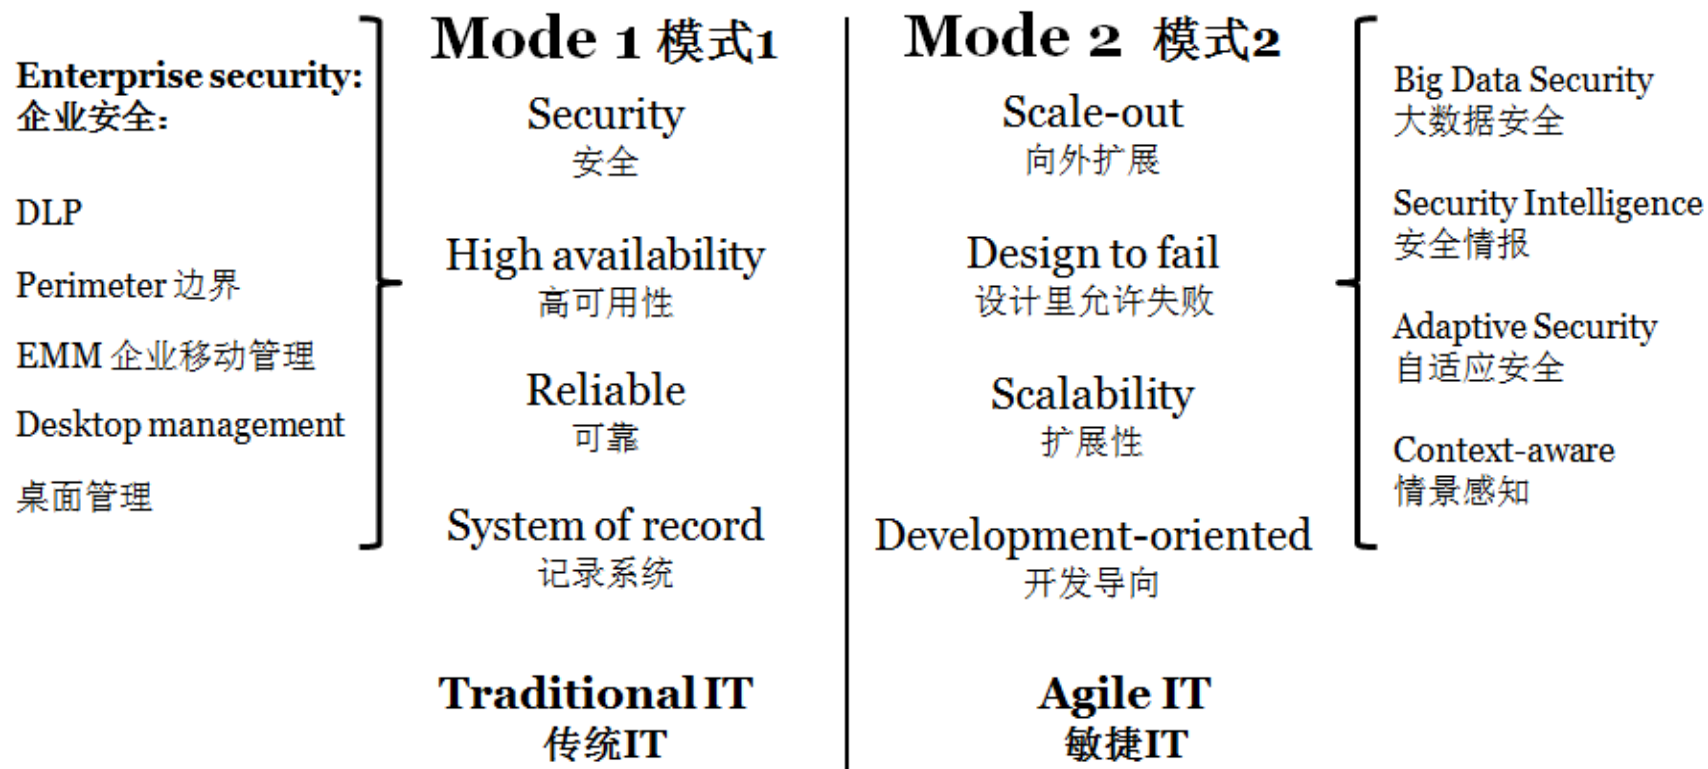 Enterprise security:
企业安全：
DLP
Perimeter 边界
EMM 企业移动管理
Desktop management
桌面管理
Mode 1 模式1
Security
安全
High availability
高可用性
Reliable
可靠
System of record
记录系统
Traditional IT
传统IT
Mode 2 模式2
Scale-out
向外扩展
Design to fail
设计里允许失败
Scalability
扩展性
Development-oriented
开发导向
Agile IT
敏捷IT
Big Data Security
大数据安全
Security Intelligence
安全情报
Adaptive Security
自适应安全
Context-aware
情景感知